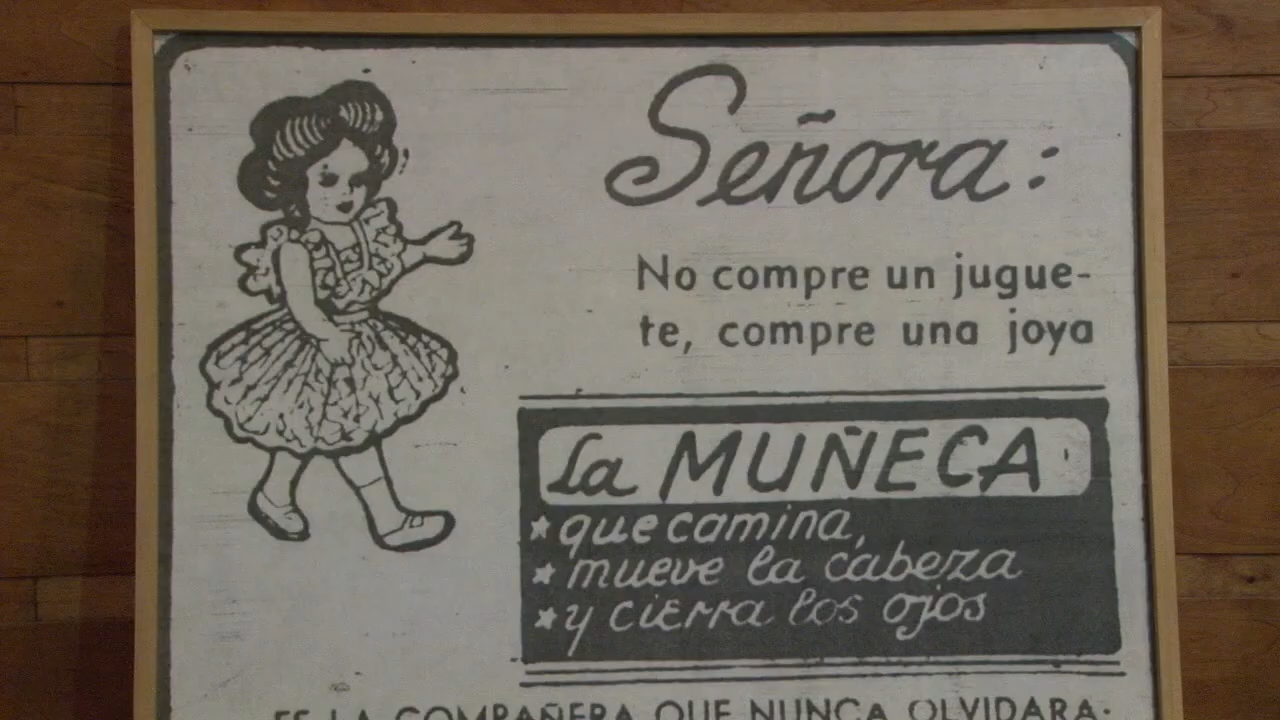 Señora:
No compre un jugue-
te, compre una joya
La MUÑECA
★ que camina,
★ mueve la cabeza
★ y cierra los ojos
ES LA COMPAÑERA QUE NUNCA OLVIDARA.